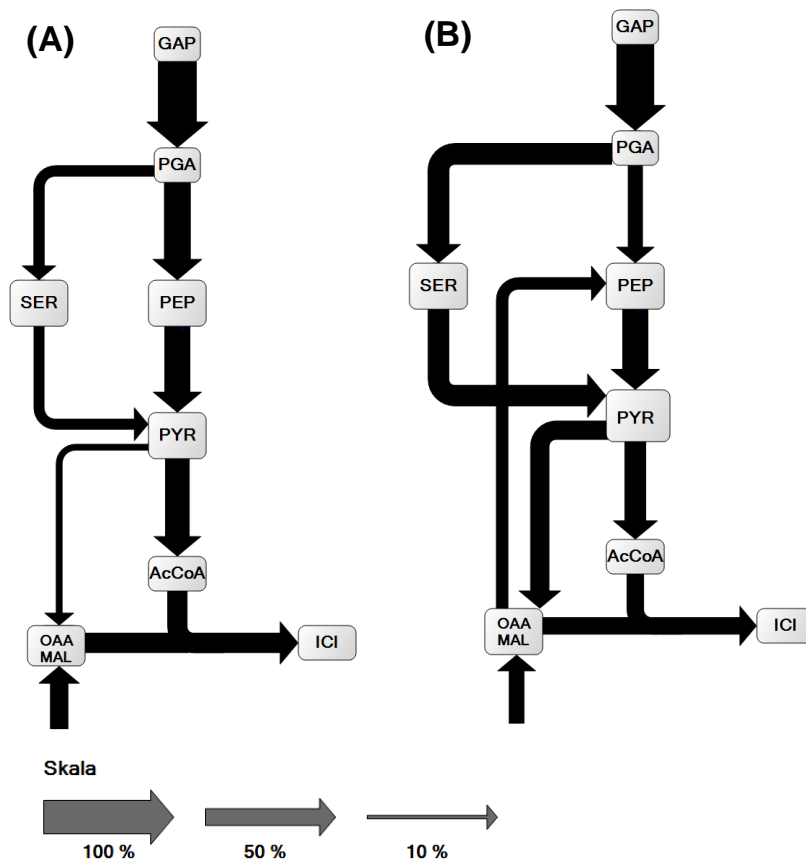 (A)
GAP
PGA
SER
PEP
PYR
AcCoA
OAA
MAL
ICI
(B)
GAP
PGA
SER
PEP
PYR
AcCoA
OAA
MAL
ICI
Skala
100 %
50 %
10 %